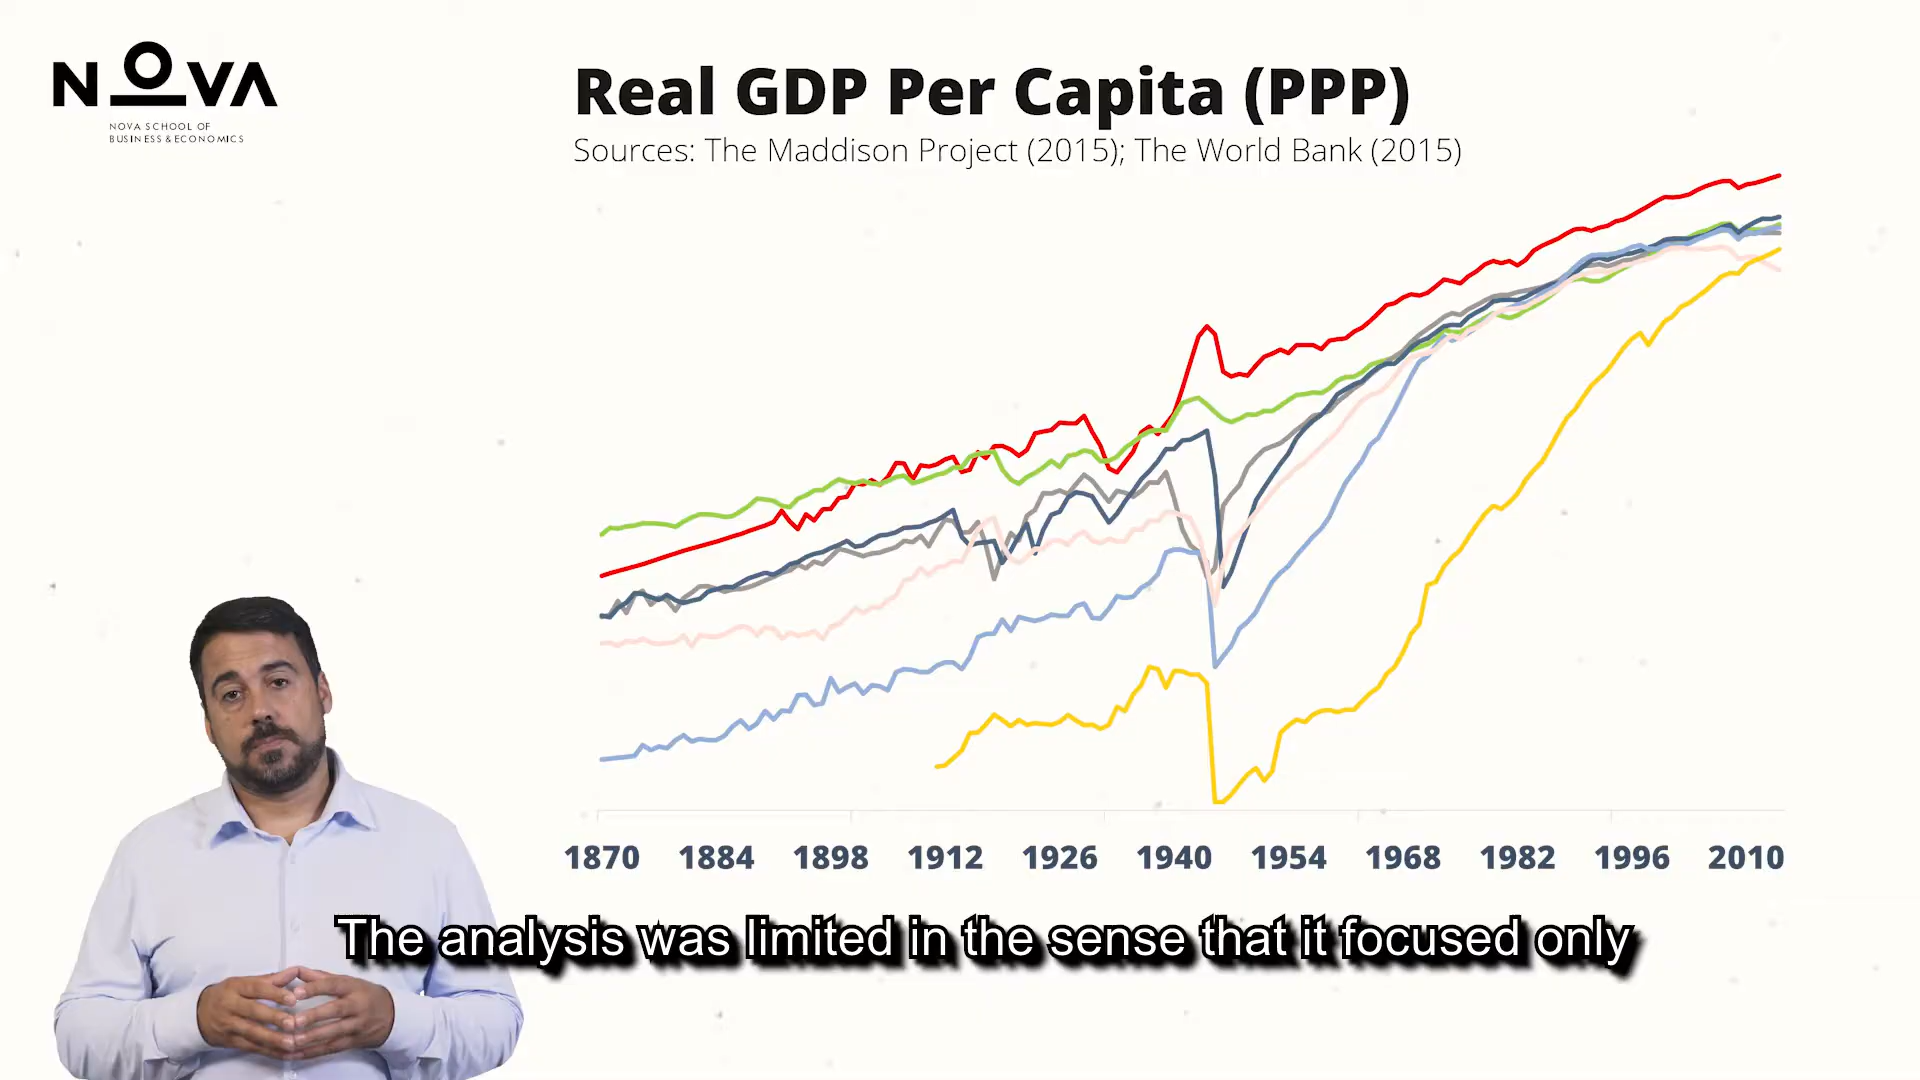 NOVA
NOVA SCHOOL OF
BUSINESS & ECONOMICS
Real GDP Per Capita (PPP)
Sources: The Maddison Project (2015); The World Bank (2015)
1870 1884 1898 1912 1926 1940 1954 1968 1982 1996 2010
The analysis was limited in the sense that it focused only